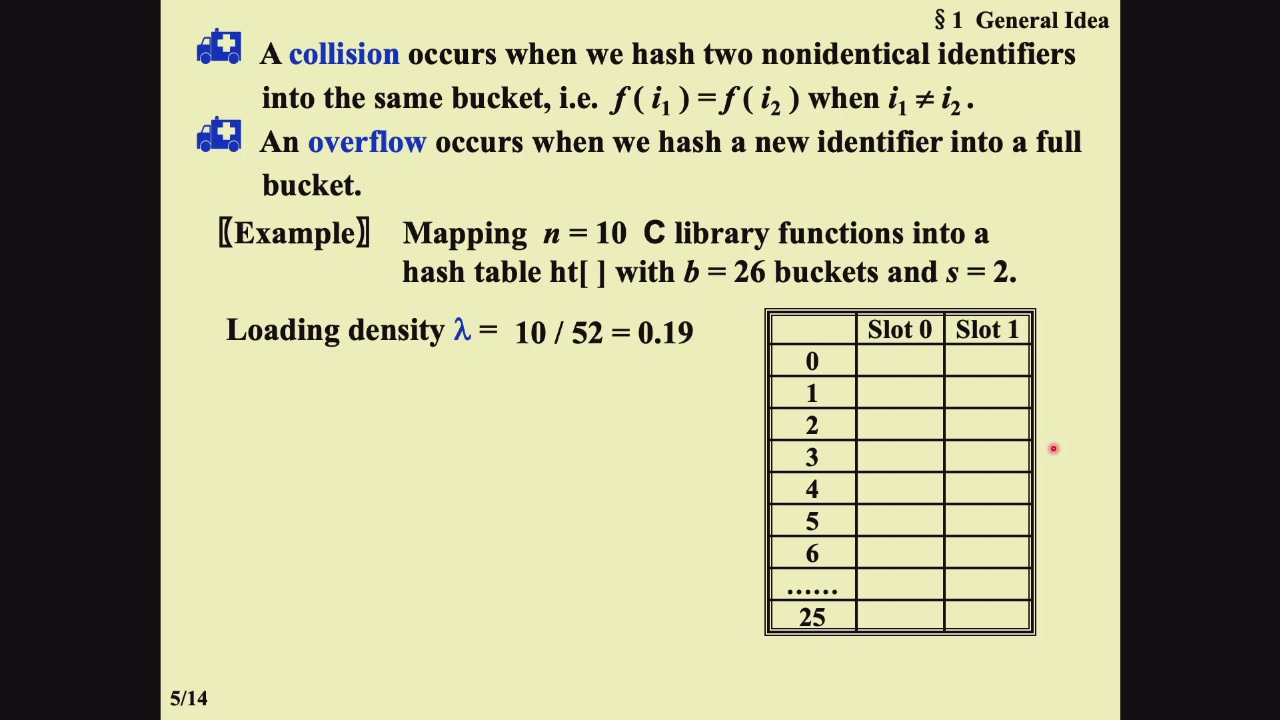 § 1 General Idea
A collision occurs when we hash two nonidentical identifiers
into the same bucket, i.e. f ( i₁ ) = f ( i₂ ) when i₁ ≠ i₂ .
An overflow occurs when we hash a new identifier into a full
bucket.
〖Example〗 Mapping n = 10 C library functions into a
hash table ht[ ] with b = 26 buckets and s = 2.
Loading density λ = 10 / 52 = 0.19
Slot 0 Slot 1
0
1
2
3
4
5
6
……
25
5/14